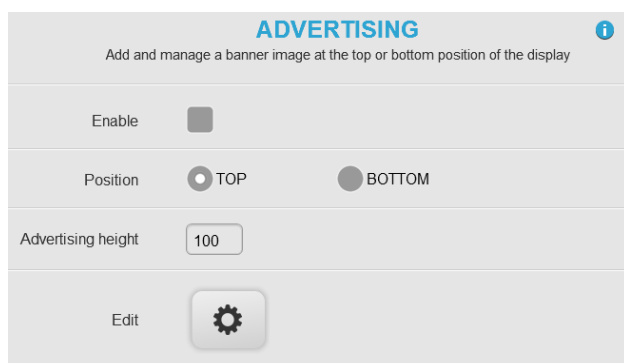 ADVERTISING
Add and manage a banner image at the top or bottom position of the display
Enable
Position TOP BOTTOM
Advertising height 100
Edit